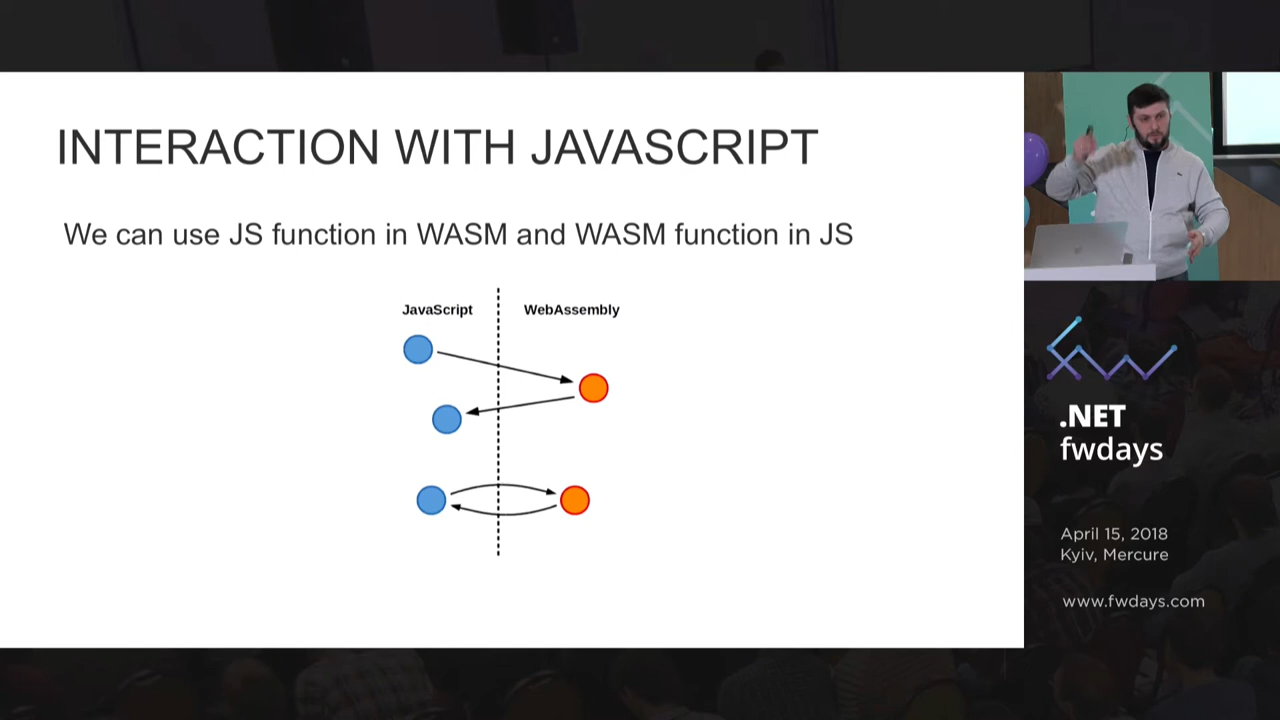 INTERACTION WITH JAVASCRIPT
We can use JS function in WASM and WASM function in JS
JavaScript
WebAssembly
.NET
fwdays
April 15, 2018
Kyiv, Mercure
www.fwdays.com